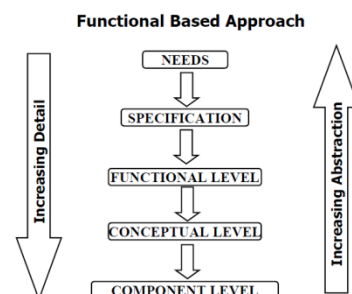 Functional Based Approach
NEEDS
SPECIFICATION
FUNCTIONAL LEVEL
CONCEPTUAL LEVEL
COMPONENT LEVEL
Increasing Detail
Increasing Abstraction